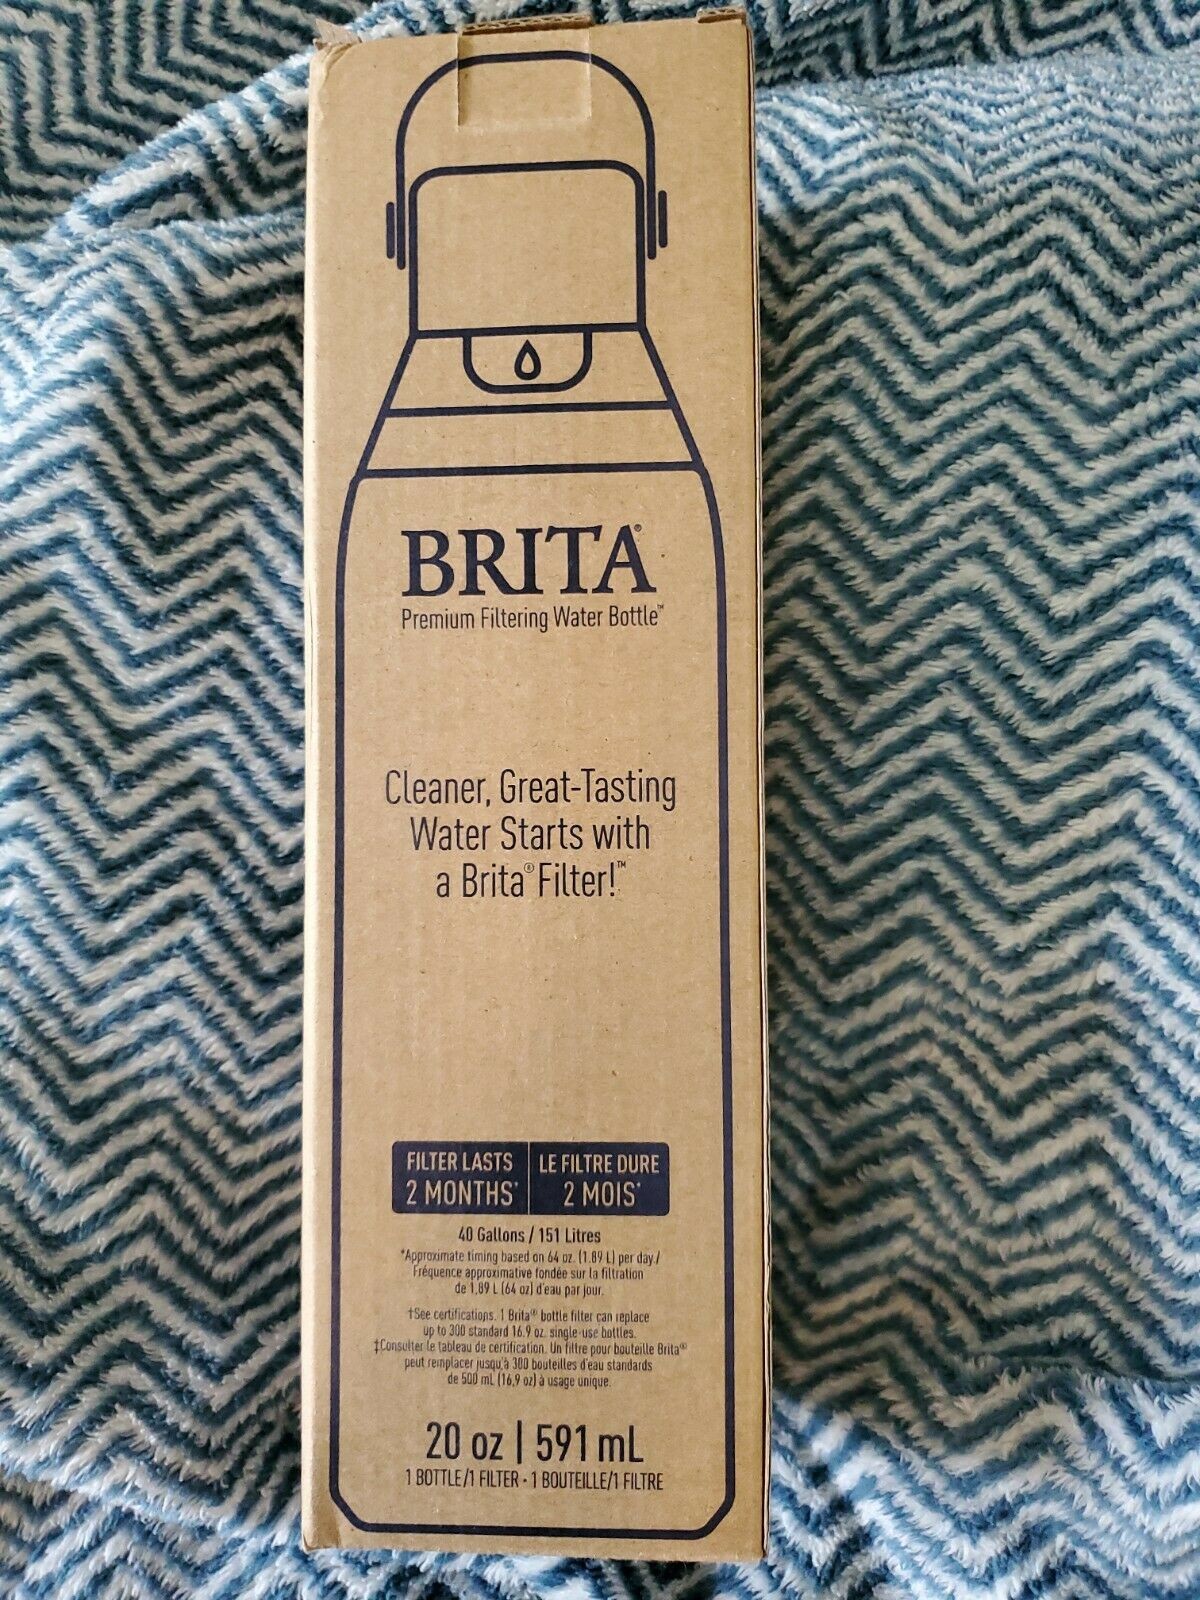 BRITA®
Premium Filtering Water Bottle™
Cleaner, Great-Tasting
Water Starts with
a Brita® Filter!™
FILTER LASTS
2 MONTHS*
LE FILTRE DURE
2 MOIS*
40 Gallons / 151 Litres
*Approximate timing based on 64 oz. (1.89 L) per day./
Fréquence approximative fondée sur la filtration
de 1,89 L (64 oz) d'eau par jour.
†See certifications. 1 Brita® bottle filter can replace
up to 300 standard 16.9 oz. single-use bottles.
‡Consulter le tableau de certification. Un filtre pour bouteille Brita®
peut remplacer jusqu'à 300 bouteilles d'eau standards
de 500 mL (16,9 oz) à usage unique.
20 oz | 591 mL
1 BOTTLE/1 FILTER • 1 BOUTEILLE/1 FILTRE